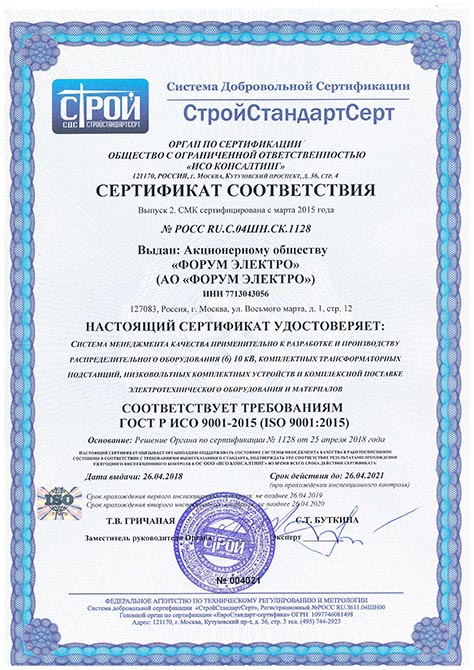 СТРОЙ
СДС СТРОЙСТАНДАРТСЕРТ
Система Добровольной Сертификации
СтройСтандартСерт
ОРГАН ПО СЕРТИФИКАЦИИ
ОБЩЕСТВО С ОГРАНИЧЕННОЙ ОТВЕТСТВЕННОСТЬЮ
«ИСО КОНСАЛТИНГ»
121170, РОССИЯ, г. Москва, Кутузовский проспект, д. 36, стр. 4
СЕРТИФИКАТ СООТВЕТСТВИЯ
Выпуск 2. СМК сертифицирована с марта 2015 года
№ РОСС RU.С.04ШН.СК.1128
Выдан: Акционерному обществу
«ФОРУМ ЭЛЕКТРО»
(АО «ФОРУМ ЭЛЕКТРО»)
ИНН 7713043056
127083, Россия, г. Москва, ул. Восьмого марта, д. 1, стр. 12
НАСТОЯЩИЙ СЕРТИФИКАТ УДОСТОВЕРЯЕТ:
Система менеджмента качества применительно к разработке и производству
распределительного оборудования (6) 10 кВ, комплектных трансформаторных
подстанций, низковольтных комплектных устройств и комплексной поставке
электротехнического оборудования и материалов
СООТВЕТСТВУЕТ ТРЕБОВАНИЯМ
ГОСТ Р ИСО 9001-2015 (ISO 9001:2015)
Основание: Решение Органа по сертификации № 1128 от 25 апреля 2018 года
НАСТОЯЩИЙ СЕРТИФИКАТ ОБЯЗЫВАЕТ ОРГАНИЗАЦИЮ ПОДДЕРЖИВАТЬ СОСТОЯНИЕ СИСТЕМЫ МЕНЕДЖМЕНТА КАЧЕСТВА В РАБОТОСПОСОБНОМ
СОСТОЯНИИ В СООТВЕТСТВИИ С ТРЕБОВАНИЯМИ ВЫШЕУКАЗАННОГО СТАНДАРТА, ПОДТВЕРЖДАТЬ ЭТО СООТВЕТСТВИЕ РЕЗУЛЬТАТАМИ ПРОХОЖДЕНИЯ
ЕЖЕГОДНОГО ИНСПЕКЦИОННОГО КОНТРОЛЯ В ОС ООО «ИСО КОНСАЛТИНГ» ВО ВРЕМЯ ВСЕГО СРОКА ДЕЙСТВИЯ СЕРТИФИКАТА.
Дата выдачи: 26.04.2018 Срок действия до: 26.04.2021
(при прохождении инспекционного контроля)
ISO
Срок прохождения первого инспекционного контроля: не позднее 26.04.2019
Срок прохождения второго инспекционного контроля: не позднее 26.04.2020
Т.В. ГРИЧАНАЯ С.Т. БУТКИНА
Заместитель руководителя Органа Эксперт
СТРОЙ
№ 004021
ФЕДЕРАЛЬНОЕ АГЕНТСТВО ПО ТЕХНИЧЕСКОМУ РЕГУЛИРОВАНИЮ И МЕТРОЛОГИИ
Система добровольной сертификации «СтройСтандартСерт», Регистрационный №РОСС RU.З611.04ШН00
Головной орган по сертификации «ЕвроСтандарт-сертификация» ОГРН 1097746081498
Адрес: 121170, г. Москва, Кутузовский пр-т, д. 36, стр. 3 тел. (495) 744-2923